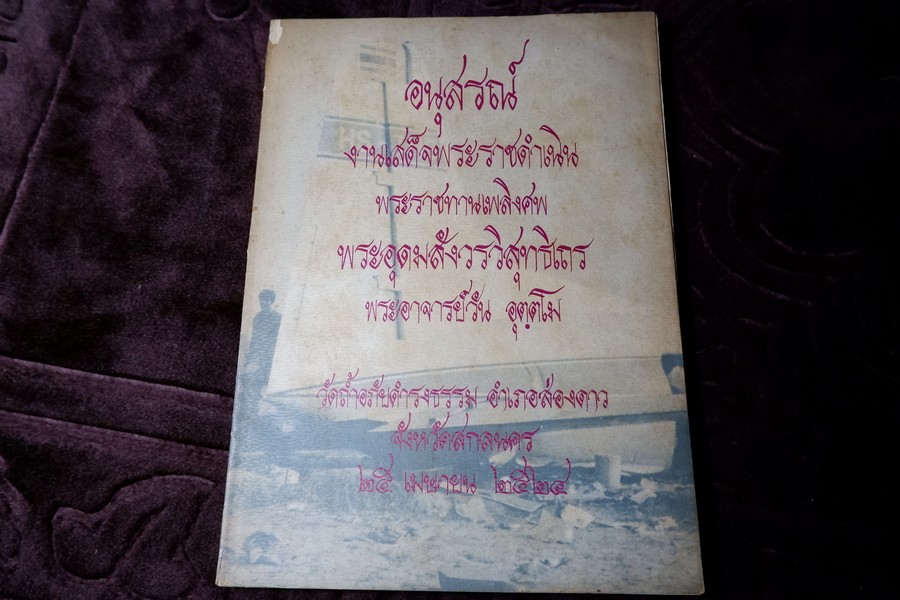 อนุสรณ์
งานเสด็จพระราชดำเนิน
พระราชทานเพลิงศพ
พระอุดมสังวรวิสุทธิเถร
พระอาจารย์วัน อุตฺตโม
วัดถ้ำอภัยดำรงธรรม อำเภอส่องดาว
จังหวัดสกลนคร
๒๕ เมษายน ๒๕๒๔